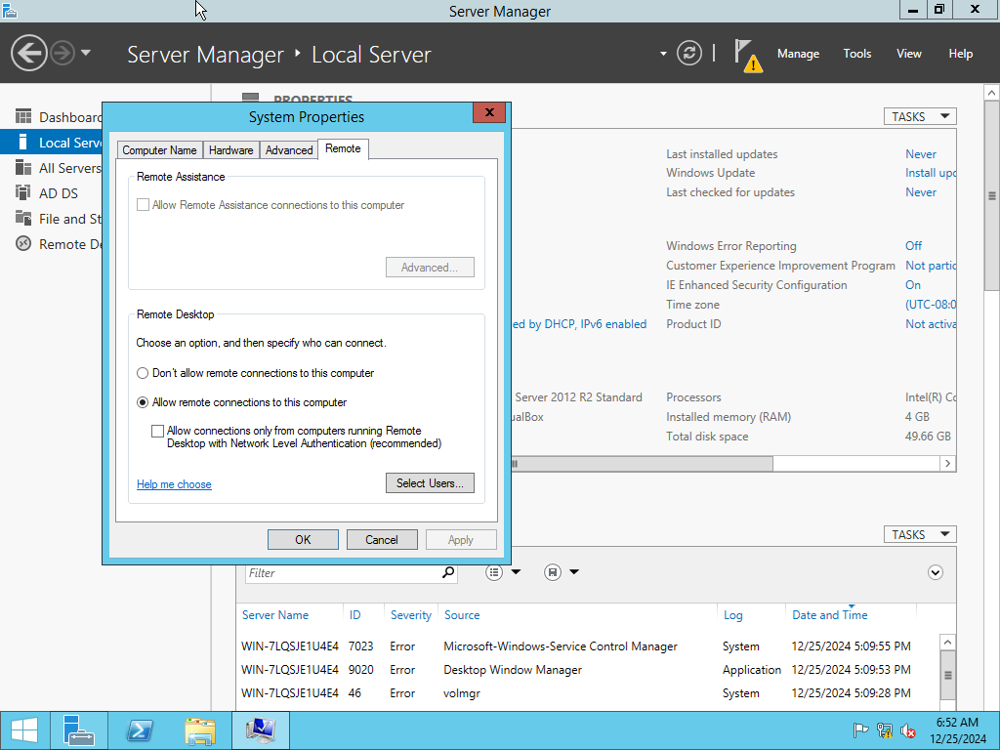 Server Manager
Server Manager ‣ Local Server
Manage
Tools
View
Help
Dashboard
Local Serv
All Servers
AD DS
File and St
Remote De
PROPERTIES
TASKS
Last installed updates
Never
Windows Update
Install upd
Last checked for updates
Never
Windows Error Reporting
Off
Customer Experience Improvement Program
Not partic
IE Enhanced Security Configuration
On
Time zone
(UTC-08:0
ed by DHCP, IPv6 enabled
Product ID
Not activa
Server 2012 R2 Standard
Processors
Intel(R) Co
ualBox
Installed memory (RAM)
4 GB
Total disk space
49.66 GB
System Properties
Computer Name
Hardware
Advanced
Remote
Remote Assistance
Allow Remote Assistance connections to this computer
Advanced...
Remote Desktop
Choose an option, and then specify who can connect.
Don't allow remote connections to this computer
Allow remote connections to this computer
Allow connections only from computers running Remote
Desktop with Network Level Authentication (recommended)
Help me choose
Select Users...
OK
Cancel
Apply
TASKS
Filter
Server Name ID Severity Source Log Date and Time
WIN-7LQSJE1U4E4 7023 Error Microsoft-Windows-Service Control Manager System 12/25/2024 5:09:55 PM
WIN-7LQSJE1U4E4 9020 Error Desktop Window Manager Application 12/25/2024 5:09:53 PM
WIN-7LQSJE1U4E4 46 Error volmgr System 12/25/2024 5:09:28 PM
6:52 AM
12/25/2024